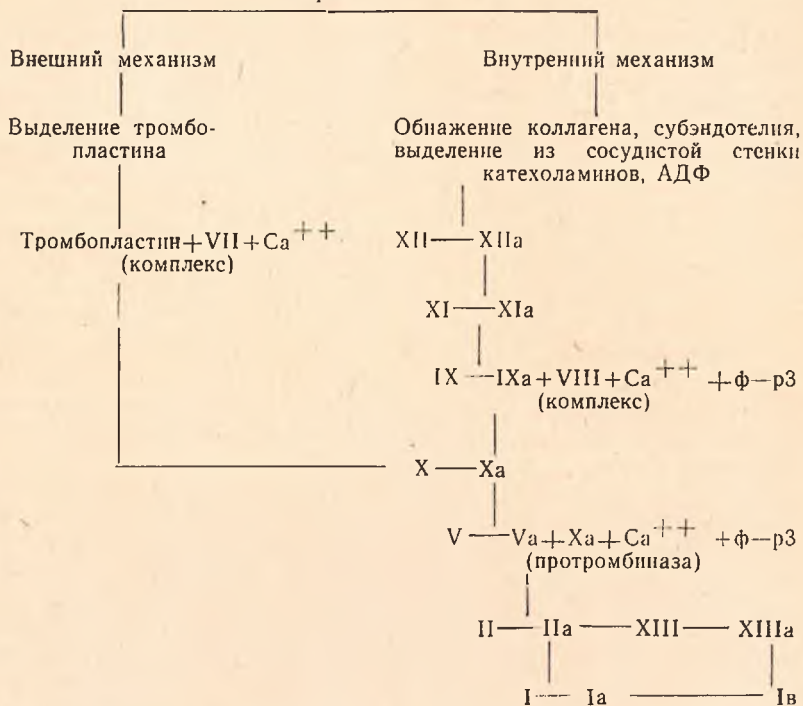 Внешний механизм
Внутренний механизм
Выделение тромбо-
пластина
Обнажение коллагена, субэндотелия,
выделение из сосудистой стенки
катехоламинов, АДФ
Тромбопластин+VII+Ca++
(комплекс)
XII — XIIa
XI — XIa
IX — IXa+VIII+Ca++ +ф—р3
(комплекс)
X — Xa
V — Va+Xa+Ca++ +ф—р3
(протромбиназа)
II — IIa — XIII — XIIIa
I — Ia — Iв